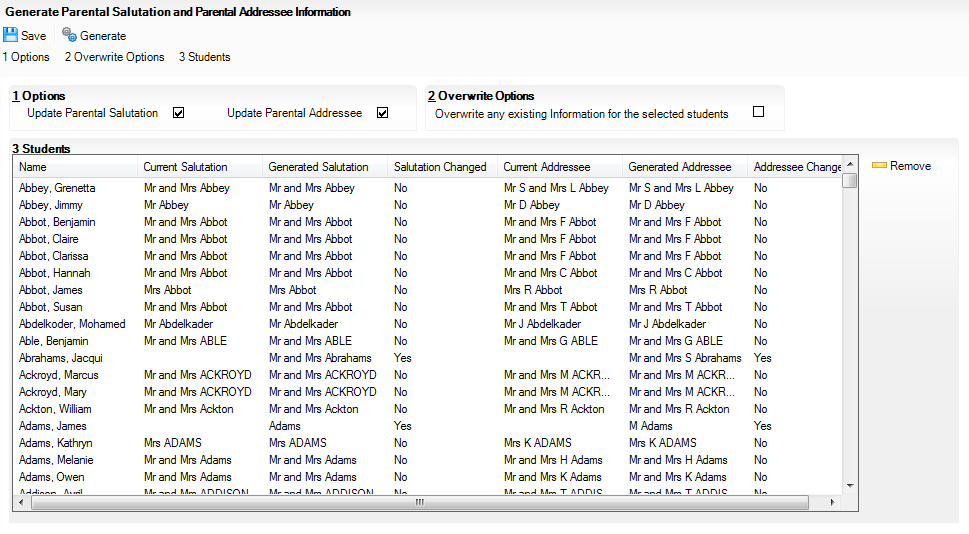 Generate Parental Salutation and Parental Addressee Information
Save Generate
1 Options 2 Overwrite Options 3 Students
1 Options 2 Overwrite Options
Update Parental Salutation Update Parental Addressee Overwrite any existing Information for the selected students
3 Students
Name Current Salutation Generated Salutation Salutation Changed Current Addressee Generated Addressee Addressee Change Remove
Abbey, Grenetta Mr and Mrs Abbey Mr and Mrs Abbey No Mr S and Mrs L Abbey Mr S and Mrs L Abbey No
Abbey, Jimmy Mr Abbey Mr Abbey No Mr D Abbey Mr D Abbey No
Abbot, Benjamin Mr and Mrs Abbot Mr and Mrs Abbot No Mr and Mrs F Abbot Mr and Mrs F Abbot No
Abbot, Claire Mr and Mrs Abbot Mr and Mrs Abbot No Mr and Mrs F Abbot Mr and Mrs F Abbot No
Abbot, Clarissa Mr and Mrs Abbot Mr and Mrs Abbot No Mr and Mrs F Abbot Mr and Mrs F Abbot No
Abbot, Hannah Mr and Mrs Abbot Mr and Mrs Abbot No Mr and Mrs C Abbot Mr and Mrs C Abbot No
Abbot, James Mrs Abbot Mrs Abbot No Mrs R Abbot Mrs R Abbot No
Abbot, Susan Mr and Mrs Abbot Mr and Mrs Abbot No Mr and Mrs T Abbot Mr and Mrs T Abbot No
Abdelkoder, Mohamed Mr Abdelkader Mr Abdelkader No Mr J Abdelkader Mr J Abdelkader No
Able, Benjamin Mr and Mrs ABLE Mr and Mrs ABLE No Mr and Mrs G ABLE Mr and Mrs G ABLE No
Abrahams, Jacqui Mr and Mrs Abrahams Yes Mr and Mrs S Abrahams Yes
Ackroyd, Marcus Mr and Mrs ACKROYD Mr and Mrs ACKROYD No Mr and Mrs M ACKR... Mr and Mrs M ACKR... No
Ackroyd, Mary Mr and Mrs ACKROYD Mr and Mrs ACKROYD No Mr and Mrs M ACKR... Mr and Mrs M ACKR... No
Ackton, William Mr and Mrs Ackton Mr and Mrs Ackton No Mr and Mrs R Ackton Mr and Mrs R Ackton No
Adams, James Adams Yes M Adams Yes
Adams, Kathryn Mrs ADAMS Mrs ADAMS No Mrs K ADAMS Mrs K ADAMS No
Adams, Melanie Mr and Mrs Adams Mr and Mrs Adams No Mr and Mrs H Adams Mr and Mrs H Adams No
Adams, Owen Mr and Mrs Adams Mr and Mrs Adams No Mr and Mrs K Adams Mr and Mrs K Adams No
Addison, Avril Mr and Mrs ADDISON Mr and Mrs ADDISON No Mr and Mrs T ADDIS... Mr and Mrs T ADDIS... No